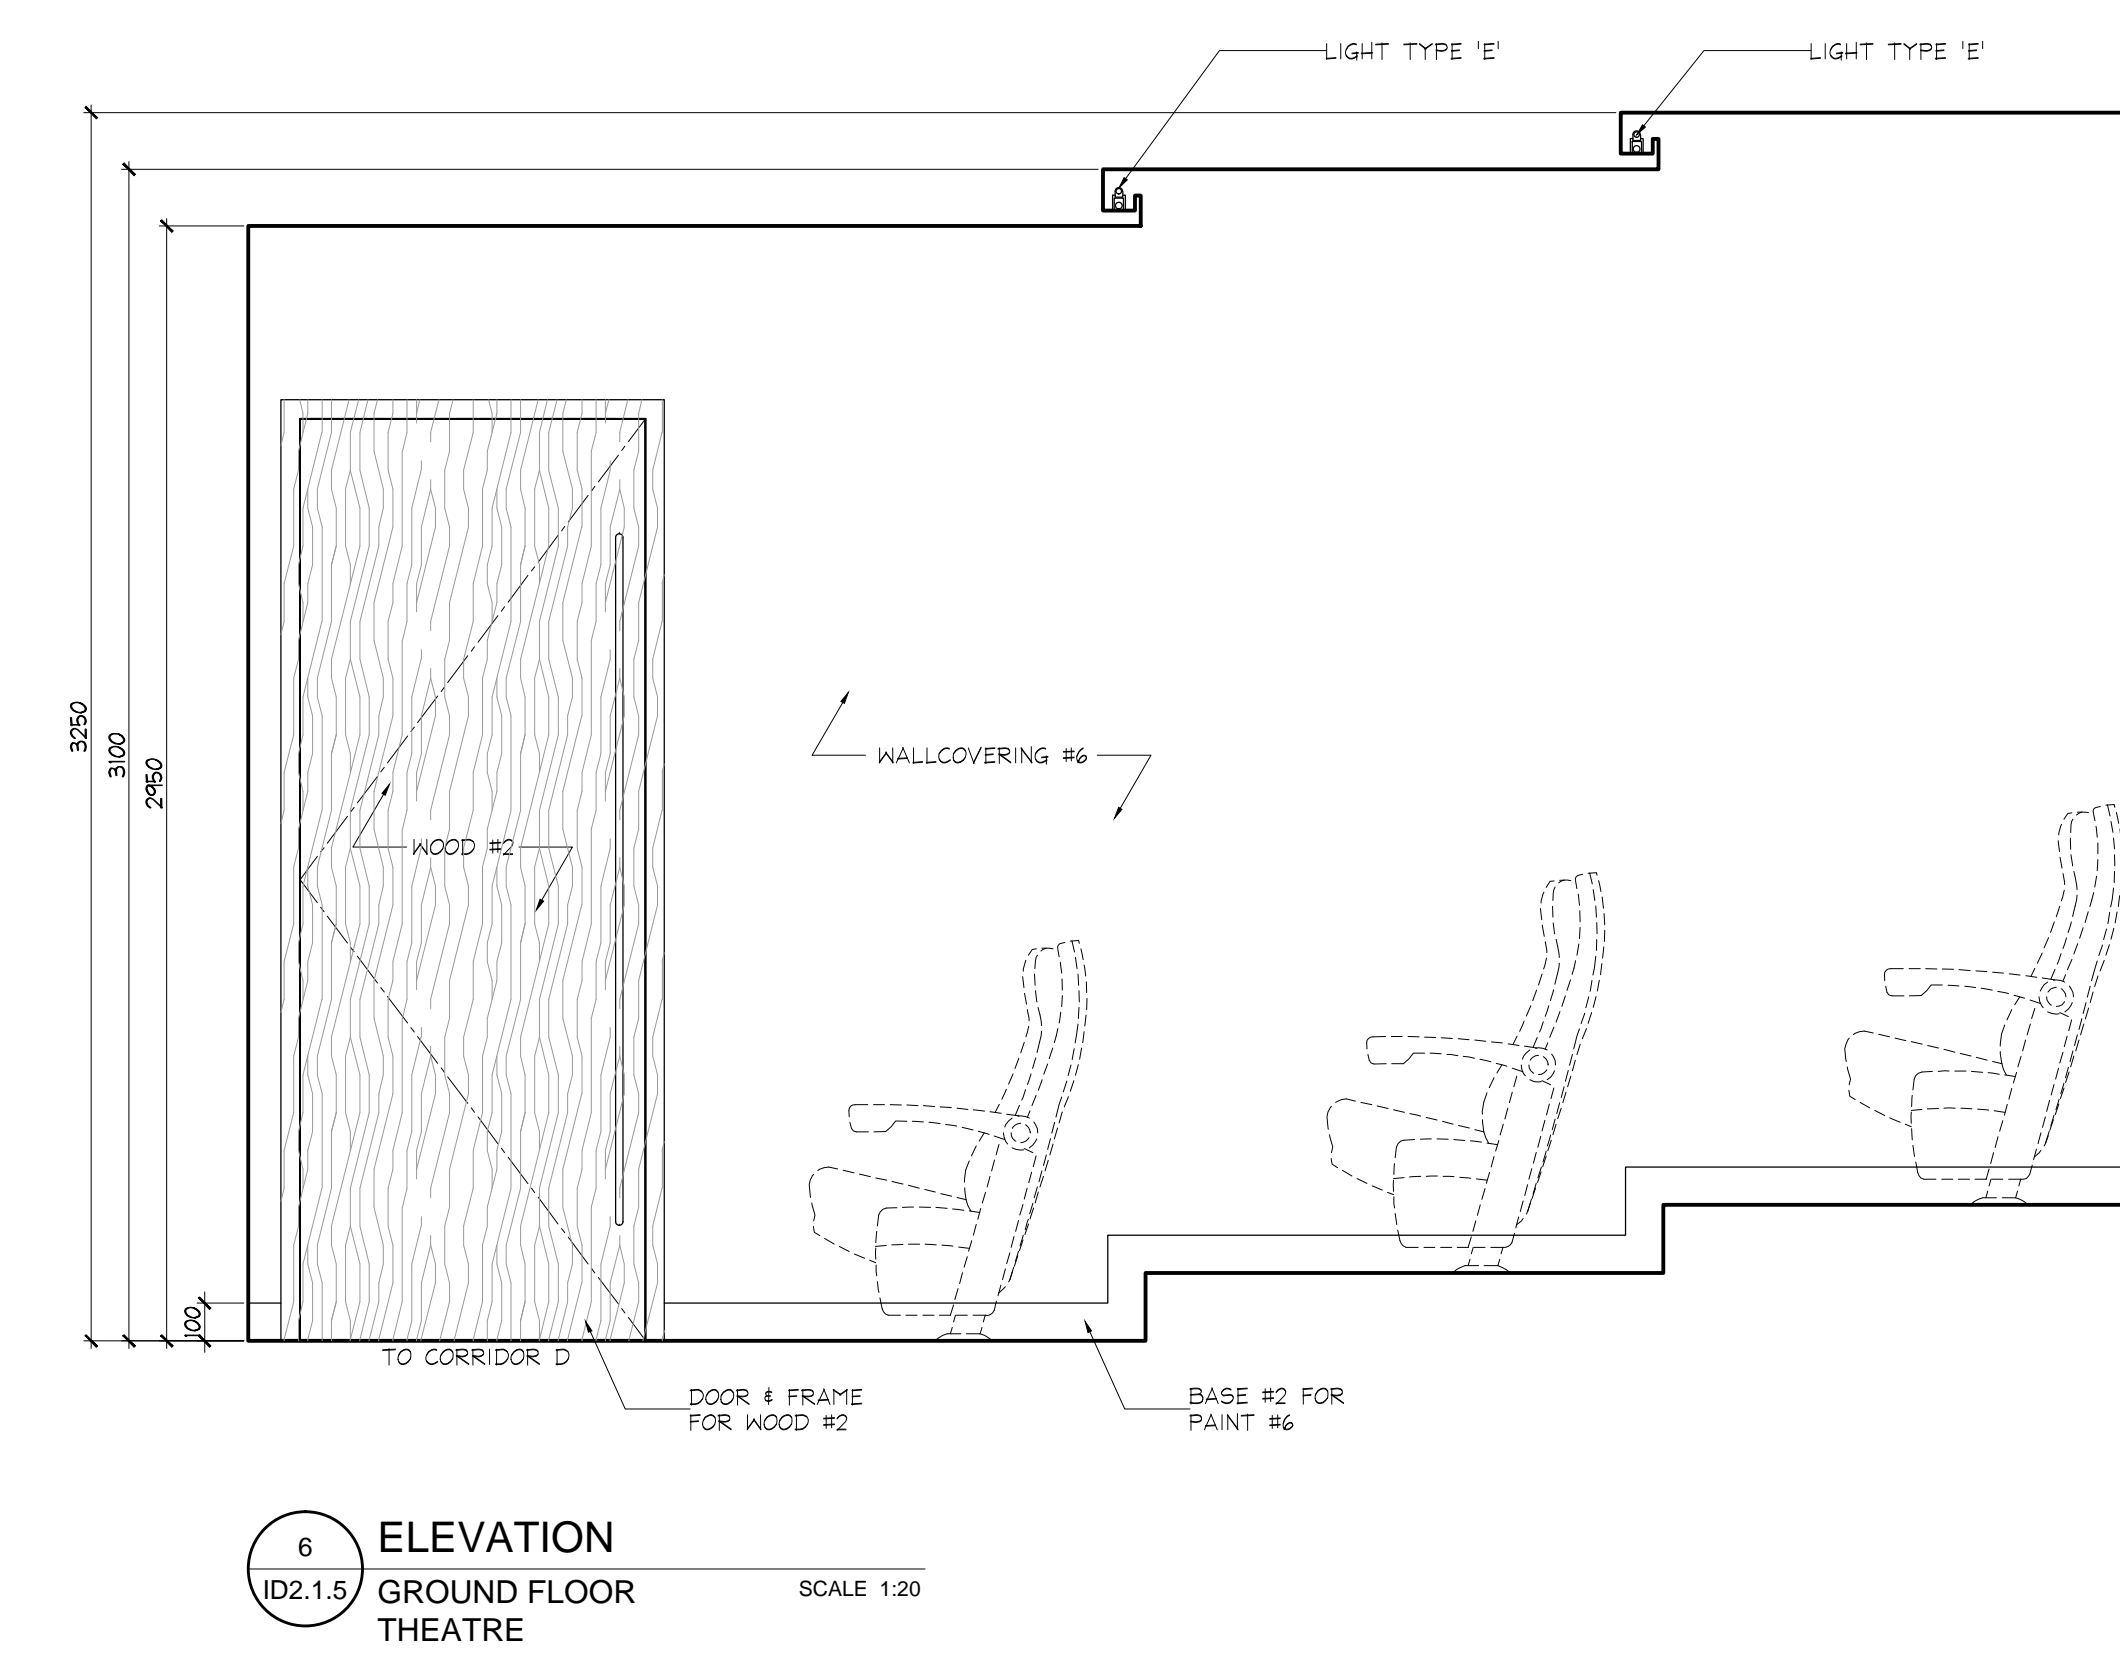 LIGHT TYPE 'E'
LIGHT TYPE 'E'
3250
3100
2950
WALLCOVERING #6
WOOD #2
100
TO CORRIDOR D
DOOR & FRAME
FOR WOOD #2
BASE #2 FOR
PAINT #6
6
ELEVATION
ID2.1.5
GROUND FLOOR
THEATRE
SCALE 1:20